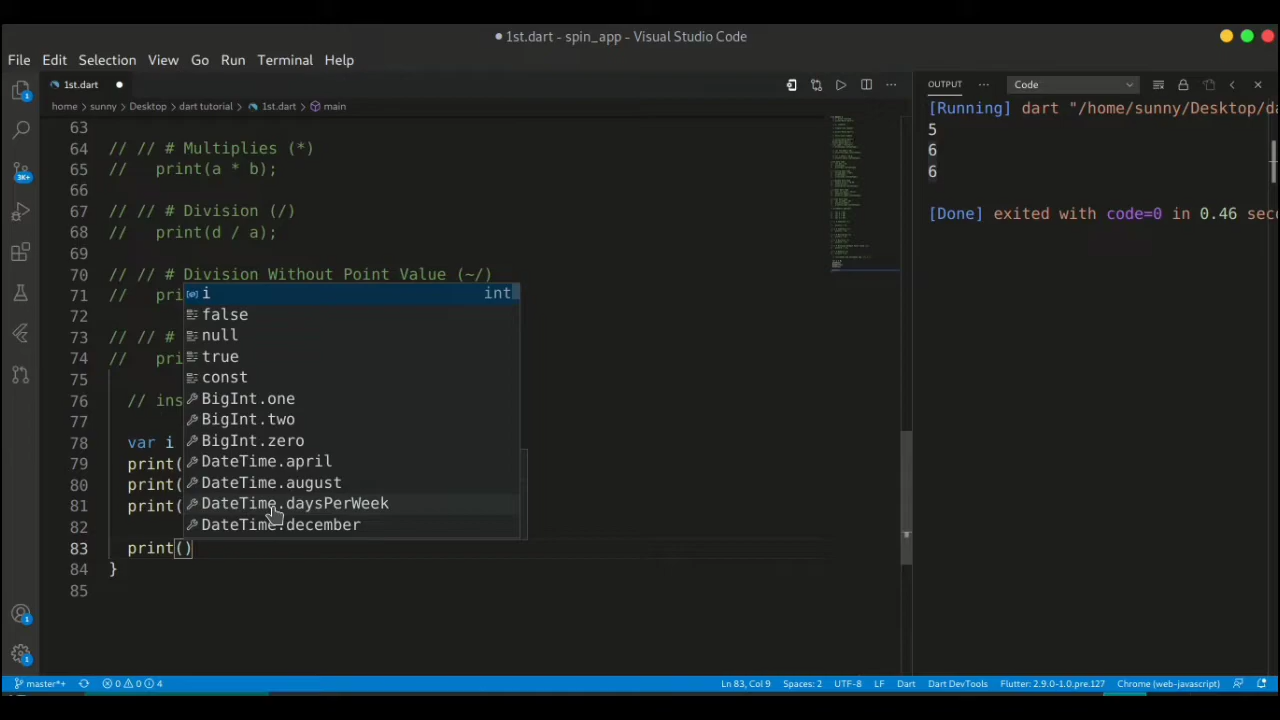 1st.dart - spin_app - Visual Studio Code
File Edit Selection View Go Run Terminal Help
1st.dart
OUTPUT Code
home sunny Desktop dart tutorial 1st.dart main
[Running] dart "/home/sunny/Desktop/da
63
64 // // # Multiplies (*)
65 // print(a * b);
66
67 // // # Division (/)
68 // print(d / a);
69
70 // // # Division Without Point Value (~/)
71 // pri
72
73 // // #
74 // pri
75
76 // ins
77
78 var i
79 print(
80 print(
81 print(
82
83 print()
84 }
85
i int
false
null
true
const
BigInt.one
BigInt.two
BigInt.zero
DateTime.april
DateTime.august
DateTime.daysPerWeek
DateTime.december
5
6
6
[Done] exited with code=0 in 0.46 seco
1
3K+
1
1
master*+ 0 0 4 Ln 83, Col 9 Spaces: 2 UTF-8 LF Dart Dart DevTools Flutter: 2.9.0-1.0.pre.127 Chrome (web-javascript)